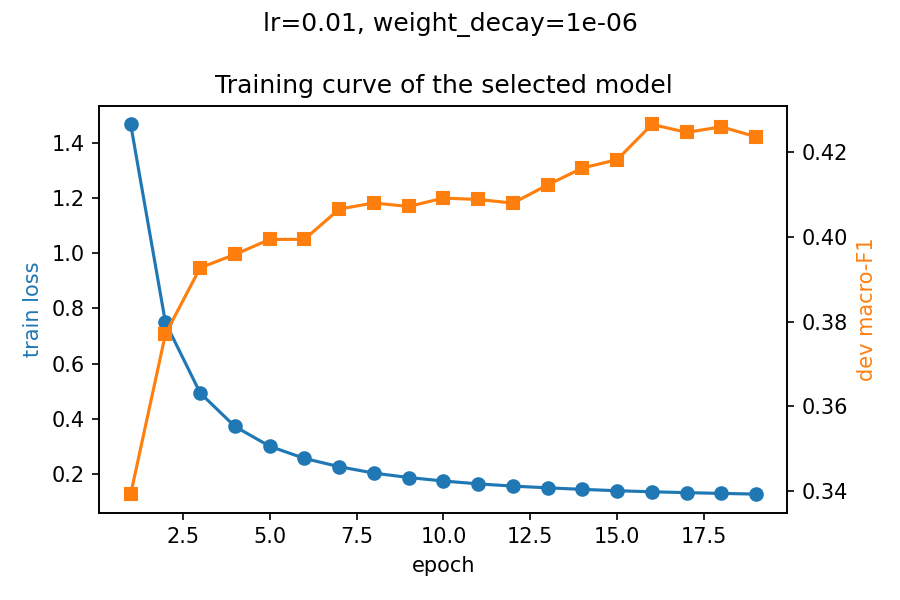 lr=0.01, weight_decay=1e-06
Training curve of the selected model
1.4
1.2
1.0
0.8
0.6
0.4
0.2
train loss
0.42
0.40
0.38
0.36
0.34
dev macro-F1
2.5 5.0 7.5 10.0 12.5 15.0 17.5
epoch